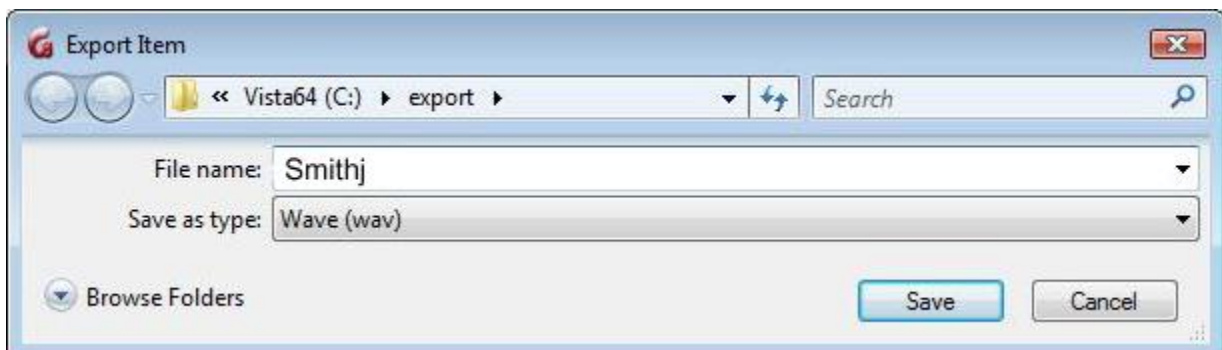 Export Item
« Vista64 (C:) ▸ export ▸ Search
File name: Smithj
Save as type: Wave (wav)
Browse Folders Save Cancel